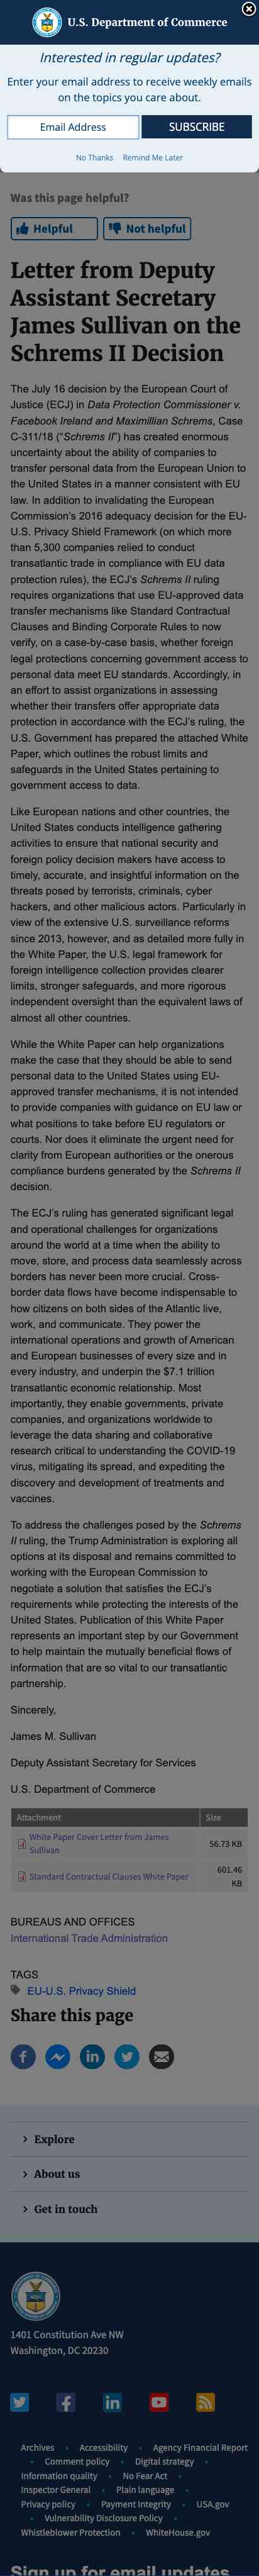 U.S. Department of Commerce
Interested in regular updates?
Enter your email address to receive weekly emails
on the topics you care about.
Email Address
SUBSCRIBE
No Thanks Remind Me Later
Was this page helpful?
Helpful Not helpful
Letter from Deputy
Assistant Secretary
James Sullivan on the
Schrems II Decision
The July 16 decision by the European Court of
Justice (ECJ) in Data Protection Commissioner v.
Facebook Ireland and Maximillian Schrems, Case
C-311/18 (“Schrems II”) has created enormous
uncertainty about the ability of companies to
transfer personal data from the European Union to
the United States in a manner consistent with EU
law. In addition to invalidating the European
Commission’s 2016 adequacy decision for the EU-
U.S. Privacy Shield Framework (on which more
than 5,300 companies relied to conduct
transatlantic trade in compliance with EU data
protection rules), the ECJ’s Schrems II ruling
requires organizations that use EU-approved data
transfer mechanisms like Standard Contractual
Clauses and Binding Corporate Rules to now
verify, on a case-by-case basis, whether foreign
legal protections concerning government access to
personal data meet EU standards. Accordingly, in
an effort to assist organizations in assessing
whether their transfers offer appropriate data
protection in accordance with the ECJ’s ruling, the
U.S. Government has prepared the attached White
Paper, which outlines the robust limits and
safeguards in the United States pertaining to
government access to data.
Like European nations and other countries, the
United States conducts intelligence gathering
activities to ensure that national security and
foreign policy decision makers have access to
timely, accurate, and insightful information on the
threats posed by terrorists, criminals, cyber
hackers, and other malicious actors. Particularly in
view of the extensive U.S. surveillance reforms
since 2013, however, and as detailed more fully in
the White Paper, the U.S. legal framework for
foreign intelligence collection provides clearer
limits, stronger safeguards, and more rigorous
independent oversight than the equivalent laws of
almost all other countries.
While the White Paper can help organizations
make the case that they should be able to send
personal data to the United States using EU-
approved transfer mechanisms, it is not intended
to provide companies with guidance on EU law or
what positions to take before EU regulators or
courts. Nor does it eliminate the urgent need for
clarity from European authorities or the onerous
compliance burdens generated by the Schrems II
decision.
The ECJ’s ruling has generated significant legal
and operational challenges for organizations
around the world at a time when the ability to
move, store, and process data seamlessly across
borders has never been more crucial. Cross-
border data flows have become indispensable to
how citizens on both sides of the Atlantic live,
work, and communicate. They power the
international operations and growth of American
and European businesses of every size and in
every industry, and underpin the $7.1 trillion
transatlantic economic relationship. Most
importantly, they enable governments, private
companies, and organizations worldwide to
leverage the data sharing and collaborative
research critical to understanding the COVID-19
virus, mitigating its spread, and expediting the
discovery and development of treatments and
vaccines.
To address the challenges posed by the Schrems
II ruling, the Trump Administration is exploring all
options at its disposal and remains committed to
working with the European Commission to
negotiate a solution that satisfies the ECJ’s
requirements while protecting the interests of the
United States. Publication of this White Paper
represents an important step by our Government
to help maintain the mutually beneficial flows of
information that are so vital to our transatlantic
partnership.
Sincerely,
James M. Sullivan
Deputy Assistant Secretary for Services
U.S. Department of Commerce
Attachment Size
White Paper Cover Letter from James
Sullivan
56.73 KB
Standard Contractual Clauses White Paper
601.46
KB
BUREAUS AND OFFICES
International Trade Administration
TAGS
EU-U.S. Privacy Shield
Share this page
Explore
About us
Get in touch
1401 Constitution Ave NW
Washington, DC 20230
Archives • Accessibility • Agency Financial Report
• Comment policy • Digital strategy •
Information quality • No Fear Act •
Inspector General • Plain language •
Privacy policy • Payment Integrity • USA.gov
• Vulnerability Disclosure Policy •
Whistleblower Protection • WhiteHouse.gov
Sign up for email updates